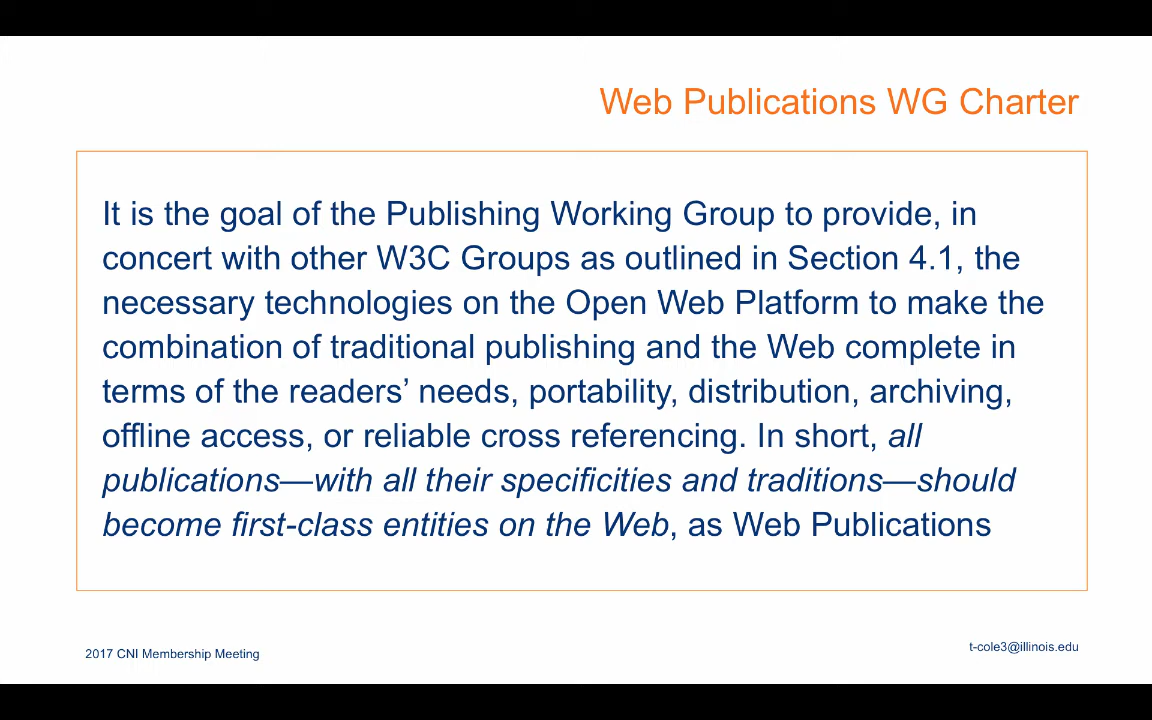 Web Publications WG Charter
It is the goal of the Publishing Working Group to provide, in
concert with other W3C Groups as outlined in Section 4.1, the
necessary technologies on the Open Web Platform to make the
combination of traditional publishing and the Web complete in
terms of the readers’ needs, portability, distribution, archiving,
offline access, or reliable cross referencing. In short, all
publications—with all their specificities and traditions—should
become first-class entities on the Web, as Web Publications
2017 CNI Membership Meeting
t-cole3@illinois.edu